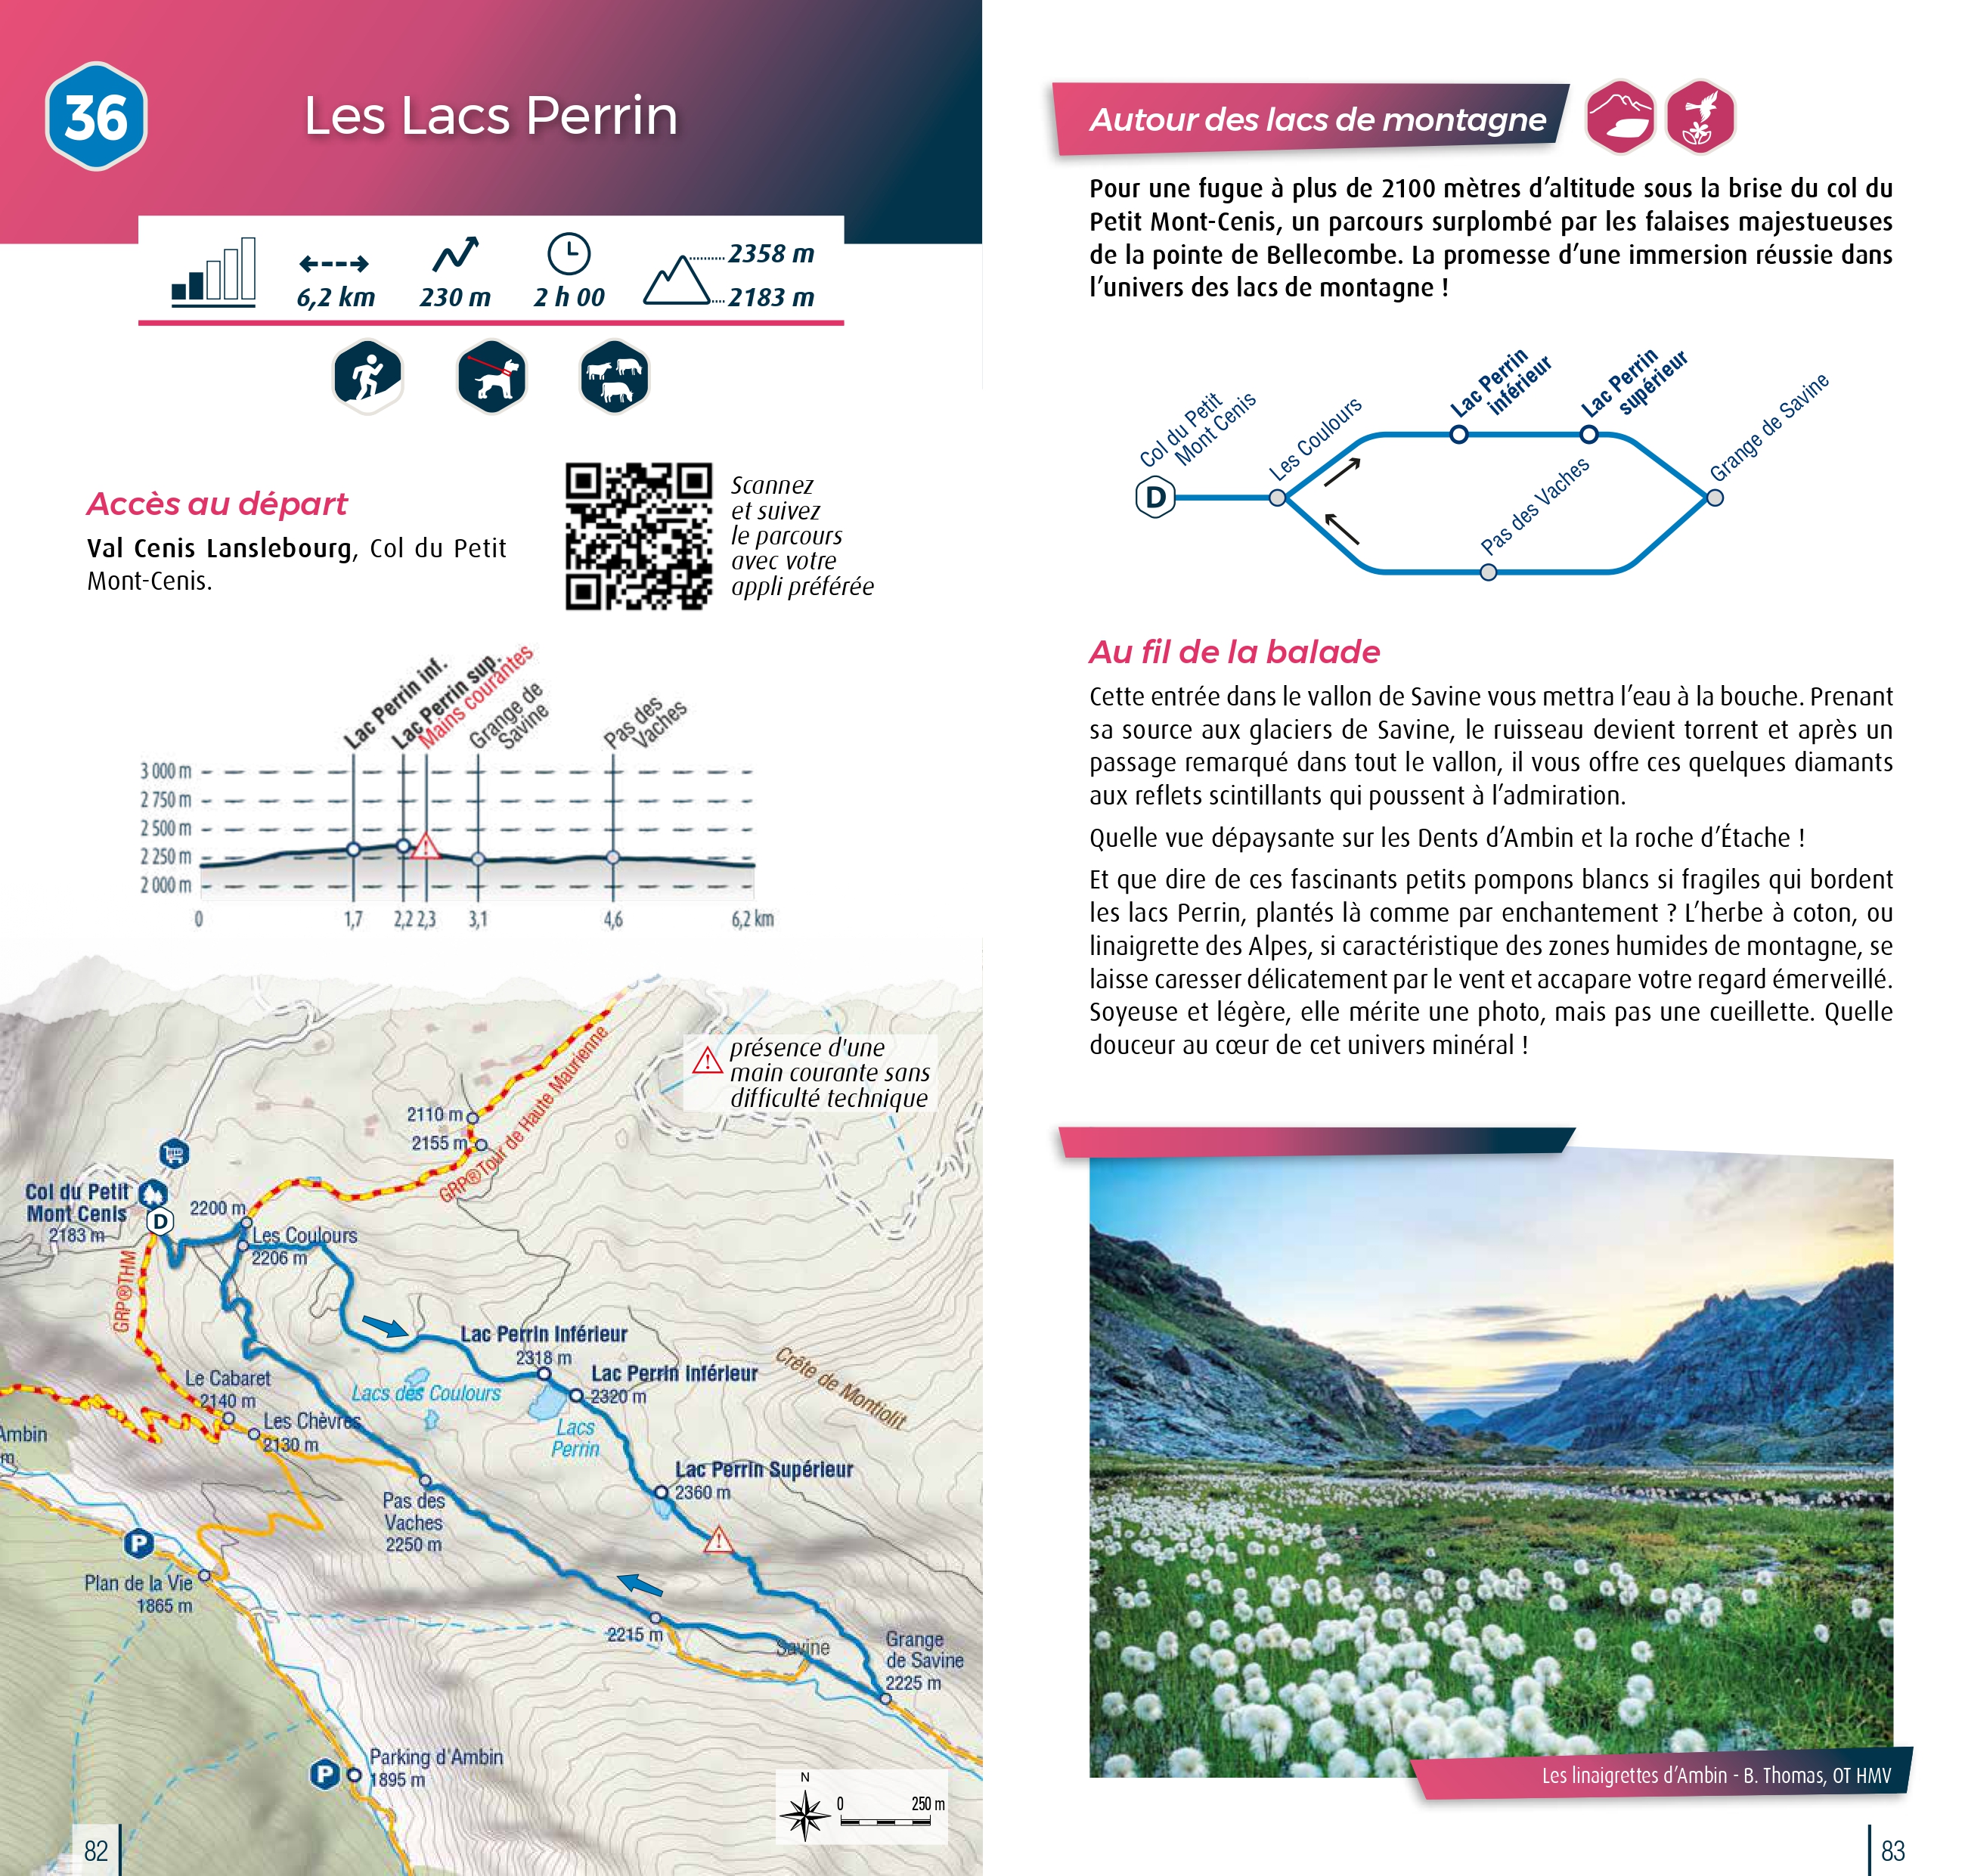 36
Les Lacs Perrin
6,2 km
230 m
2 h 00
2358 m
2183 m
Accès au départ
Val Cenis Lanslebourg, Col du Petit
Mont-Cenis.
Scannez
et suivez
le parcours
avec votre
appli préférée
Lac Perrin inf.
Lac Perrin sup.
Mains courantes
Grange de
Savine
Pas des
Vaches
3 000 m
2 750 m
2 500 m
2 250 m
2 000 m
0
1,7
2,2
2,3
3,1
4,6
6,2 km
présence d'une
main courante sans
difficulté technique
GRP®Tour de Haute Maurienne
2110 m
2155 m
Col du Petit
Mont Cenis
2183 m
D
2200 m
Les Coulours
2206 m
GRP®THM
Lac Perrin Inférieur
2318 m
Lac Perrin Inférieur
2320 m
Crête de Montiolit
Le Cabaret
2140 m
Lacs des Coulours
Les Chèvres
2130 m
Lacs
Perrin
Ambin
m
Lac Perrin Supérieur
2360 m
Pas des
Vaches
2250 m
P
Plan de la Vie
1865 m
2215 m
Savine
Grange
de Savine
2225 m
P
Parking d'Ambin
1895 m
N
0
250 m
82
Autour des lacs de montagne
Pour une fugue à plus de 2100 mètres d’altitude sous la brise du col du
Petit Mont-Cenis, un parcours surplombé par les falaises majestueuses
de la pointe de Bellecombe. La promesse d’une immersion réussie dans
l’univers des lacs de montagne !
Col du Petit
Mont Cenis
Les Coulours
Lac Perrin
inférieur
Lac Perrin
supérieur
Grange de Savine
Pas des Vaches
D
Au fil de la balade
Cette entrée dans le vallon de Savine vous mettra l’eau à la bouche. Prenant
sa source aux glaciers de Savine, le ruisseau devient torrent et après un
passage remarqué dans tout le vallon, il vous offre ces quelques diamants
aux reflets scintillants qui poussent à l’admiration.
Quelle vue dépaysante sur les Dents d’Ambin et la roche d’Étache !
Et que dire de ces fascinants petits pompons blancs si fragiles qui bordent
les lacs Perrin, plantés là comme par enchantement ? L’herbe à coton, ou
linaigrette des Alpes, si caractéristique des zones humides de montagne, se
laisse caresser délicatement par le vent et accapare votre regard émerveillé.
Soyeuse et légère, elle mérite une photo, mais pas une cueillette. Quelle
douceur au cœur de cet univers minéral !
Les linaigrettes d’Ambin - B. Thomas, OT HMV
83